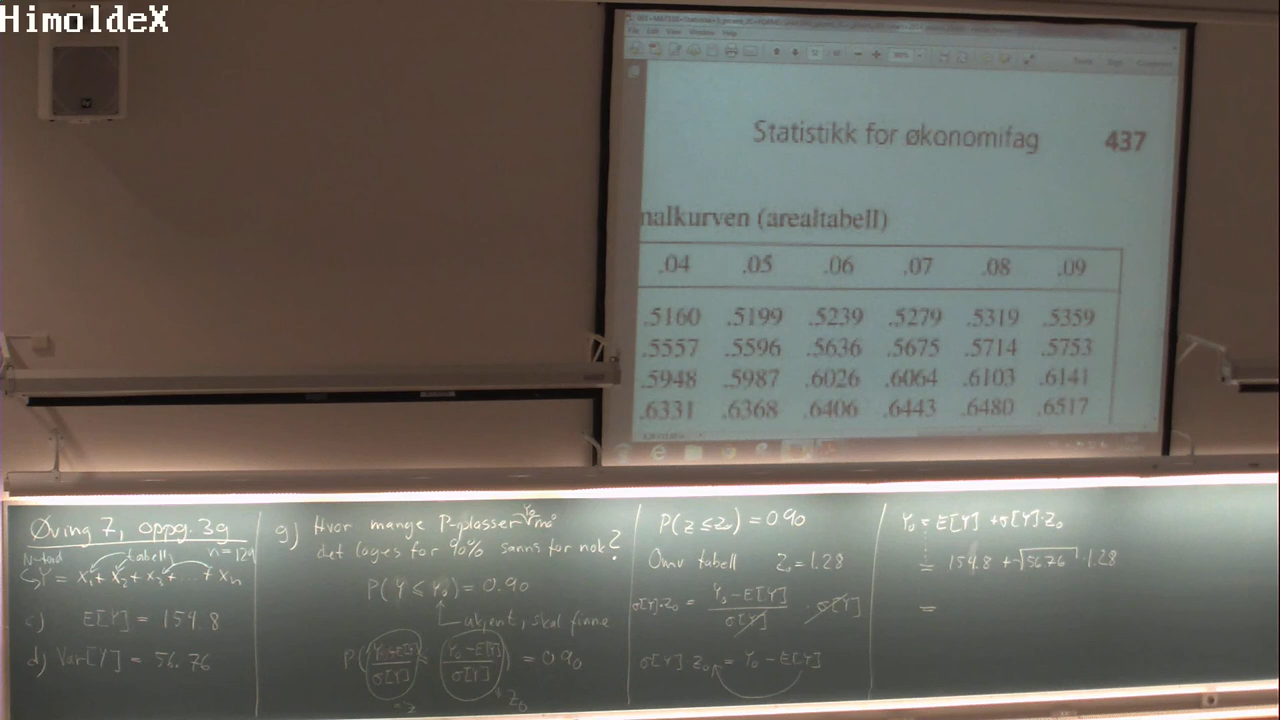 HimoldeX
Statistikk for økonomifag 437
nalkurven (arealtabell)
.04 .05 .06 .07 .08 .09
.5160 .5199 .5239 .5279 .5319 .5359
.5557 .5596 .5636 .5675 .5714 .5753
.5948 .5987 .6026 .6064 .6103 .6141
.6331 .6368 .6406 .6443 .6480 .6517
Øving 7, oppg. 3g
tabell n = 129
Y = X₁ + X₂ + X₃ + ... + Xn
c) E[Y] = 154.8
d) Var[Y] = 56.76
g) Hvor mange P-plasser Y₀ må
det lages for 90% sanns for nok?
P(Y ≤ Y₀) = 0.90
ukjent, skal finne
P(Y-E[Y]/σ[Y] ≤ Y₀-E[Y]/σ[Y]) = 0.90
= Z Z₀
P(Z ≤ Z₀) = 0.90
Omv tabell Z₀ = 1.28
σ[Y]·Z₀ = Y₀-E[Y]/σ[Y] · σ[Y]
σ[Y] Z₀ = Y₀ - E[Y]
Y₀ = E[Y] + σ[Y]·Z₀
= 154.8 + √56.76 · 1.28
=